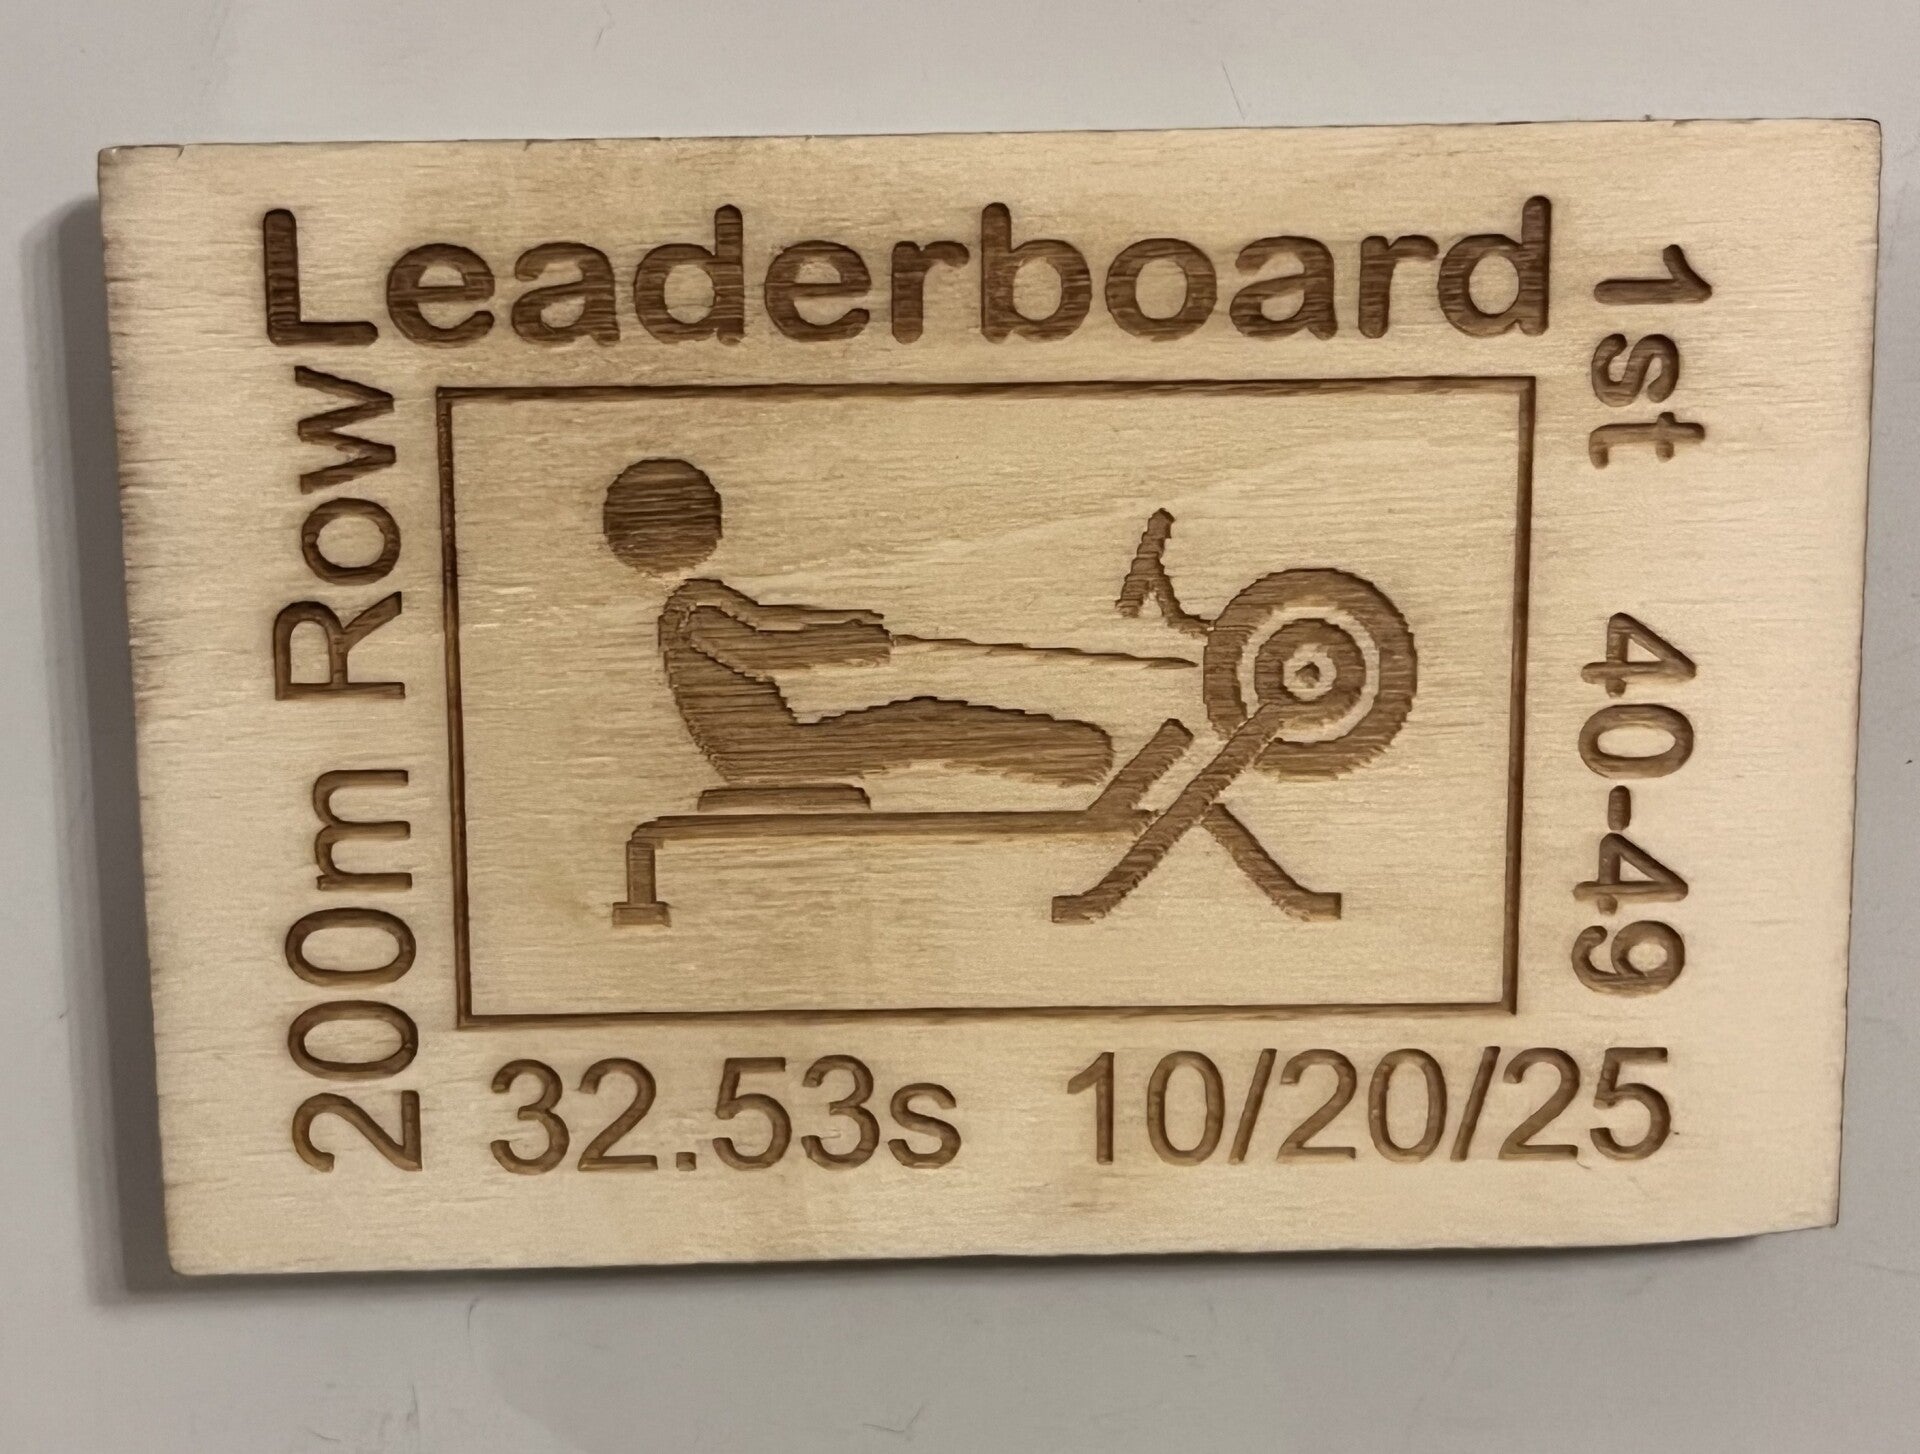 Leaderboard
200m Row
1st 40-49
32.53s 10/20/25